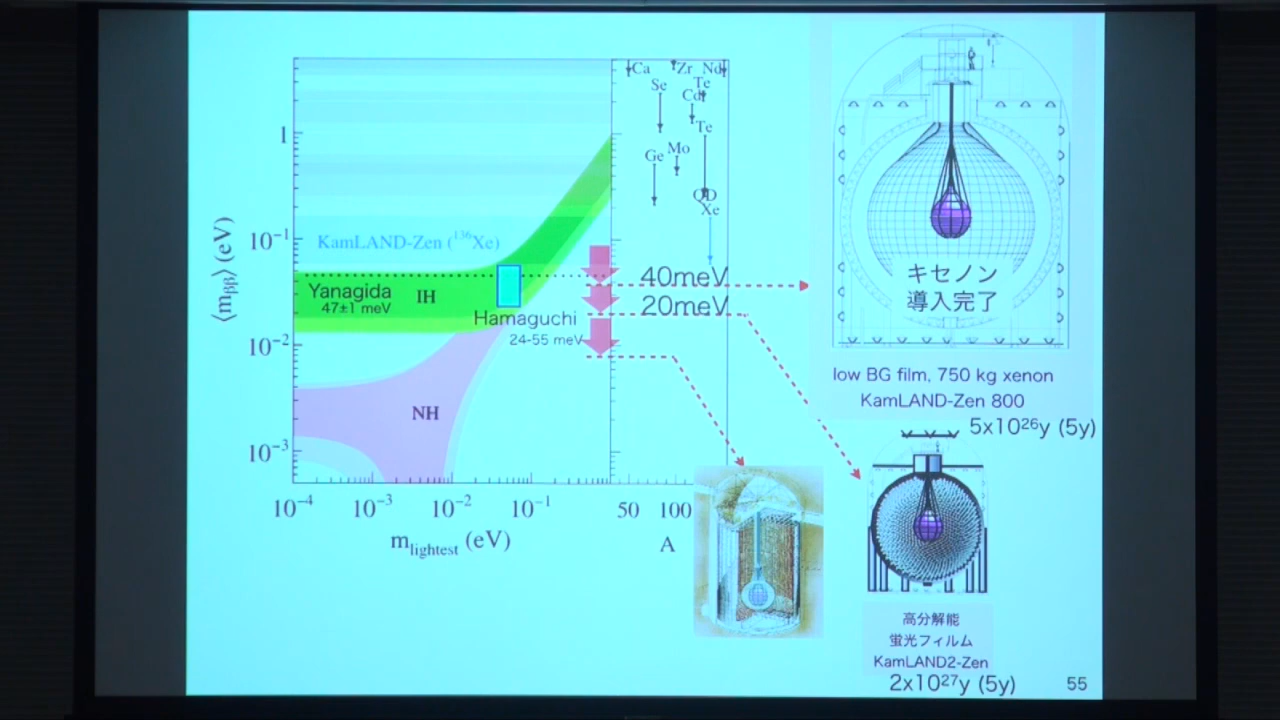 1
10⁻¹
10⁻²
10⁻³
⟨mββ⟩ (eV)
KamLAND-Zen (¹³⁶Xe)
Yanagida
47±1 meV
IH
Hamaguchi
24-55 meV
NH
10⁻⁴ 10⁻³ 10⁻² 10⁻¹
m_lightest (eV)
Ca Zr Nd
Se Te
Cd
Te
Ge Mo
Xe
40meV
20meV
50 100
A
キセノン
導入完了
low BG film, 750 kg xenon
KamLAND-Zen 800
5x10²⁶y (5y)
高分解能
蛍光フィルム
KamLAND2-Zen
2x10²⁷y (5y)
55